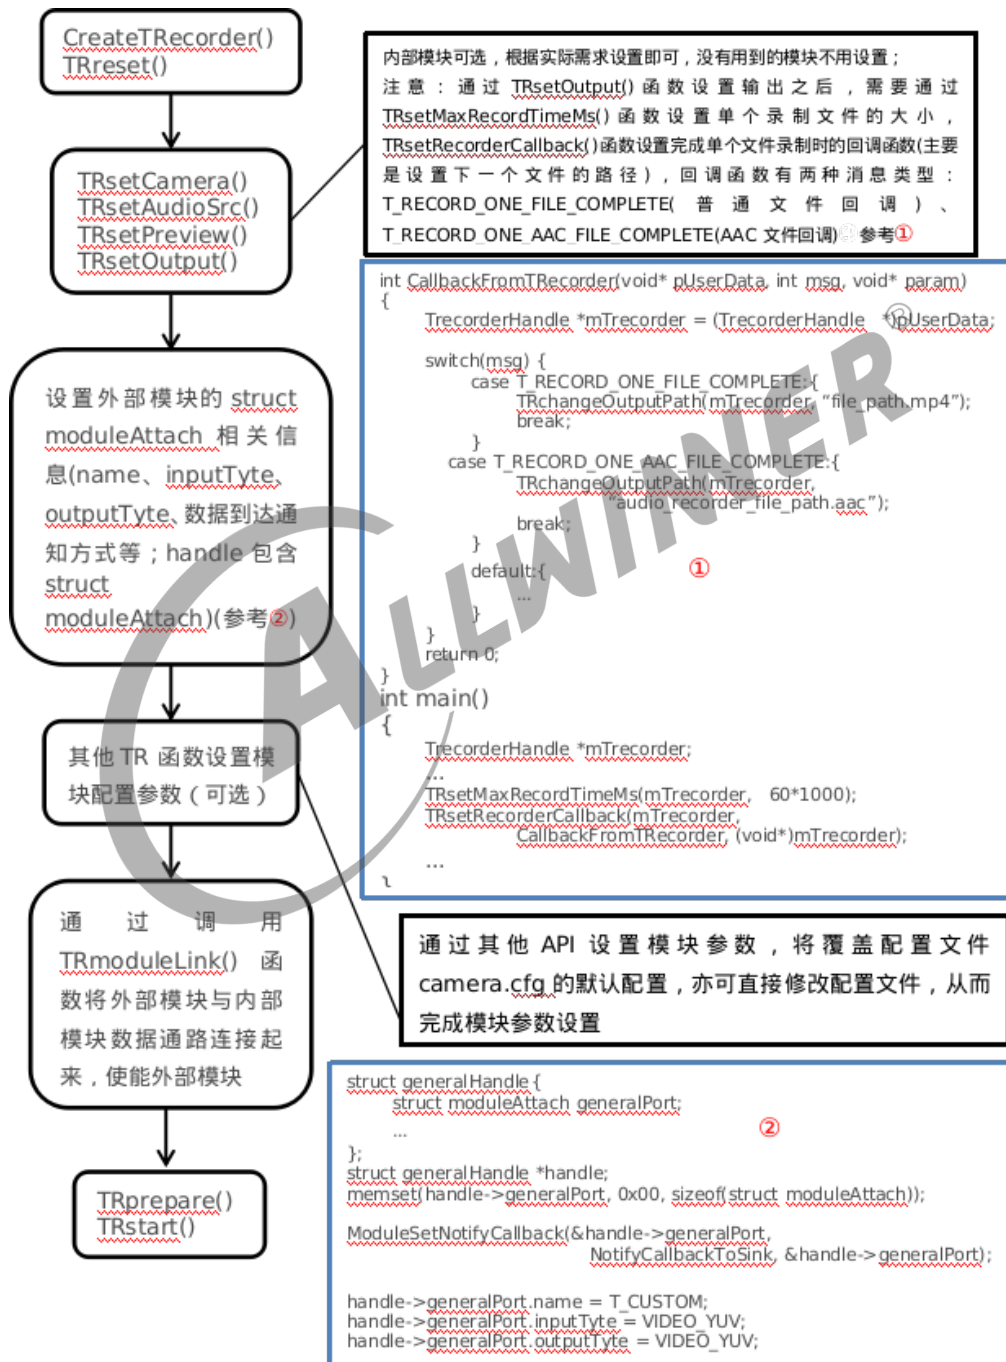 CreateTRecorder()
TRreset()
TRsetCamera()
TRsetAudioSrc()
TRsetPreview()
TRsetOutput()
设置外部模块的 struct
moduleAttach 相关信
息(name、inputTyte、
outputTyte、数据到达通
知方式等；handle 包含
struct
moduleAttach)(参考②)
其他 TR 函数设置模
块配置参数（可选）
通过调用
TRmoduleLink() 函
数将外部模块与内部
模块数据通路连接起
来，使能外部模块
TRprepare()
TRstart()
内部模块可选，根据实际需求设置即可，没有用到的模块不用设置；
注意：通过 TRsetOutput() 函数设置输出之后，需要通过
TRsetMaxRecordTimeMs() 函数设置单个录制文件的大小，
TRsetRecorderCallback()函数设置完成单个文件录制时的回调函数(主要
是设置下一个文件的路径)，回调函数有两种消息类型：
T_RECORD_ONE_FILE_COMPLETE(普通文件回调)、
T_RECORD_ONE_AAC_FILE_COMPLETE(AAC 文件回调) 参考①
int CallbackFromTRecorder(void* pUserData, int msg, void* param)
{
TrecorderHandle *mTrecorder = (TrecorderHandle *)pUserData;
switch(msg) {
case T_RECORD_ONE_FILE_COMPLETE:{
TRchangeOutputPath(mTrecorder, “file_path.mp4”);
break;
}
case T_RECORD_ONE_AAC_FILE_COMPLETE:{
TRchangeOutputPath(mTrecorder,
“audio_recorder_file_path.aac”);
break;
}
default:{
...
}
}
return 0;
}
①
int main()
{
TrecorderHandle *mTrecorder;
...
TRsetMaxRecordTimeMs(mTrecorder, 60*1000);
TRsetRecorderCallback(mTrecorder,
CallbackFromTRecorder, (void*)mTrecorder);
...
}
通过其他 API 设置模块参数，将覆盖配置文件
camera.cfg 的默认配置，亦可直接修改配置文件，从而
完成模块参数设置
struct generalHandle{
struct moduleAttach generalPort;
...
};
②
struct generalHandle *handle;
memset(handle->generalPort, 0x00, sizeof(struct moduleAttach));
ModuleSetNotifyCallback(&handle->generalPort,
NotifyCallbackToSink, &handle->generalPort);
handle->generalPort.name = T_CUSTOM;
handle->generalPort.inputTyte = VIDEO_YUV;
handle->generalPort.outputTyte = VIDEO_YUV;
ALLWINNER®